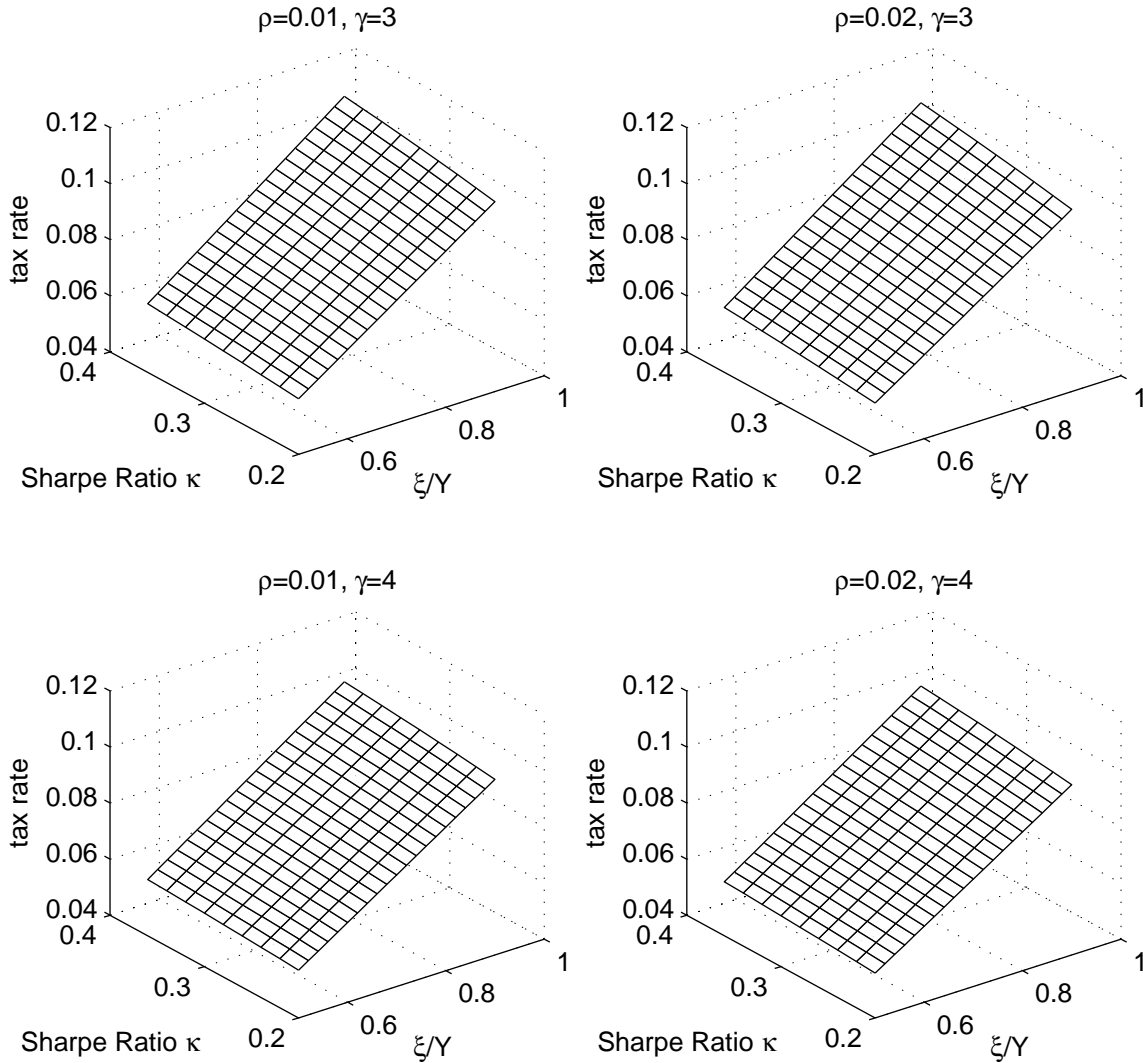 ρ=0.01, γ=3
0.12
0.1
0.08
0.06
0.04
tax rate
0.4
0.3
0.2
Sharpe Ratio κ
0.6
0.8
1
ξ/Y
ρ=0.02, γ=3
0.12
0.1
0.08
0.06
0.04
tax rate
0.4
0.3
0.2
Sharpe Ratio κ
0.6
0.8
1
ξ/Y
ρ=0.01, γ=4
0.12
0.1
0.08
0.06
0.04
tax rate
0.4
0.3
0.2
Sharpe Ratio κ
0.6
0.8
1
ξ/Y
ρ=0.02, γ=4
0.12
0.1
0.08
0.06
0.04
tax rate
0.4
0.3
0.2
Sharpe Ratio κ
0.6
0.8
1
ξ/Y